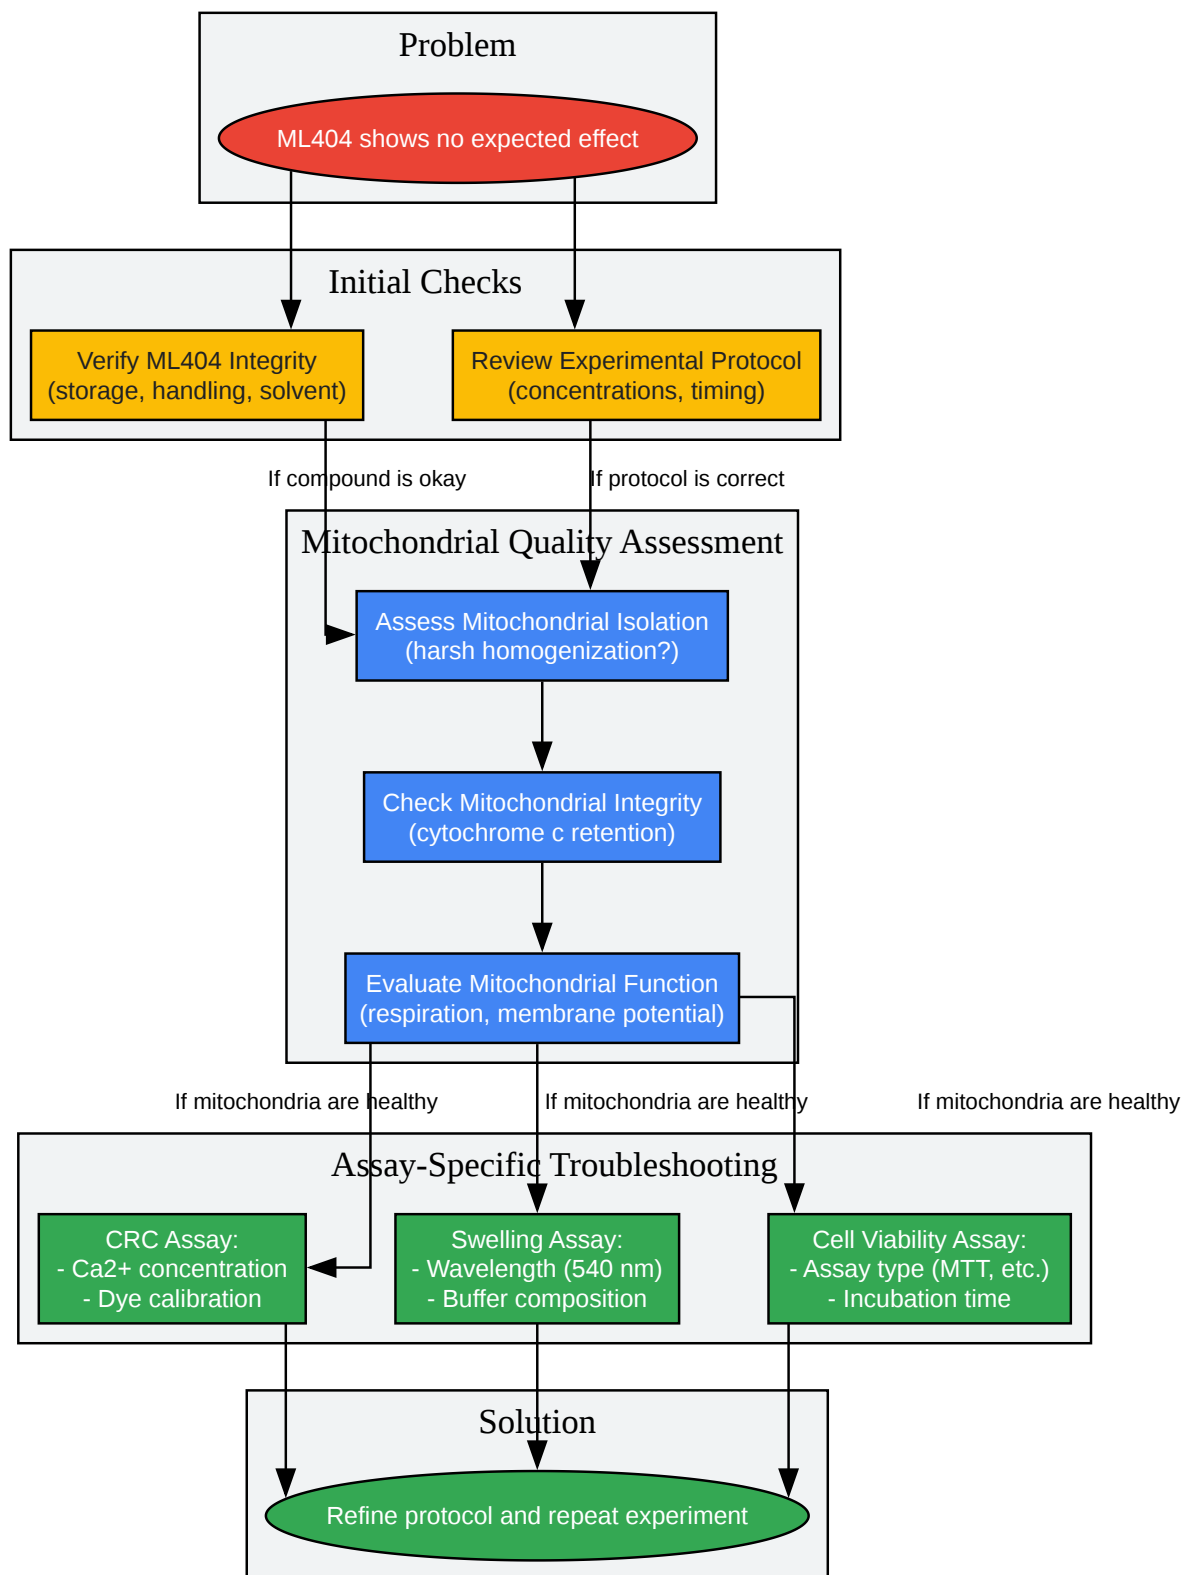 Problem
ML404 shows no expected effect
Initial Checks
Verify ML404 Integrity
(storage, handling, solvent)
Review Experimental Protocol
(concentrations, timing)
If compound is okay
If protocol is correct
Mitochondrial Quality Assessment
Assess Mitochondrial Isolation
(harsh homogenization?)
Check Mitochondrial Integrity
(cytochrome c retention)
Evaluate Mitochondrial Function
(respiration, membrane potential)
If mitochondria are healthy
If mitochondria are healthy
If mitochondria are healthy
Assay-Specific Troubleshooting
CRC Assay:
- Ca2+ concentration
- Dye calibration
Swelling Assay:
- Wavelength (540 nm)
- Buffer composition
Cell Viability Assay:
- Assay type (MTT, etc.)
- Incubation time
Solution
Refine protocol and repeat experiment